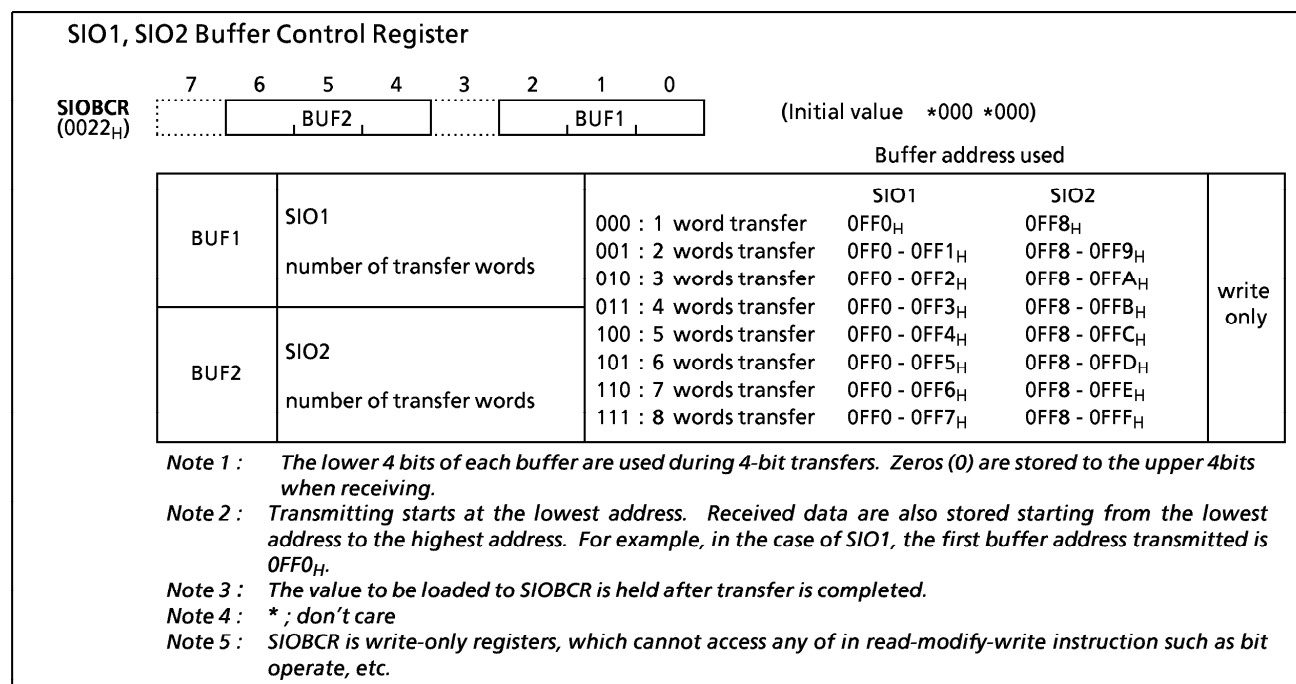 SIO1, SIO2 Buffer Control Register
7 6 5 4 3 2 1 0
SIOBCR
(0022H)
BUF2 BUF1
(Initial value *000 *000)
Buffer address used
SIO1 SIO2
BUF1
SIO1
number of transfer words
BUF2
SIO2
number of transfer words
000 : 1 word transfer 0FF0H 0FF8H
001 : 2 words transfer 0FF0 - 0FF1H 0FF8 - 0FF9H
010 : 3 words transfer 0FF0 - 0FF2H 0FF8 - 0FFAH
011 : 4 words transfer 0FF0 - 0FF3H 0FF8 - 0FFBH
100 : 5 words transfer 0FF0 - 0FF4H 0FF8 - 0FFCH
101 : 6 words transfer 0FF0 - 0FF5H 0FF8 - 0FFDH
110 : 7 words transfer 0FF0 - 0FF6H 0FF8 - 0FFEH
111 : 8 words transfer 0FF0 - 0FF7H 0FF8 - 0FFFH
write
only
Note 1 : The lower 4 bits of each buffer are used during 4-bit transfers. Zeros (0) are stored to the upper 4bits
when receiving.
Note 2 : Transmitting starts at the lowest address. Received data are also stored starting from the lowest
address to the highest address. For example, in the case of SIO1, the first buffer address transmitted is
0FF0H.
Note 3 : The value to be loaded to SIOBCR is held after transfer is completed.
Note 4 : * ; don't care
Note 5 : SIOBCR is write-only registers, which cannot access any of in read-modify-write instruction such as bit
operate, etc.